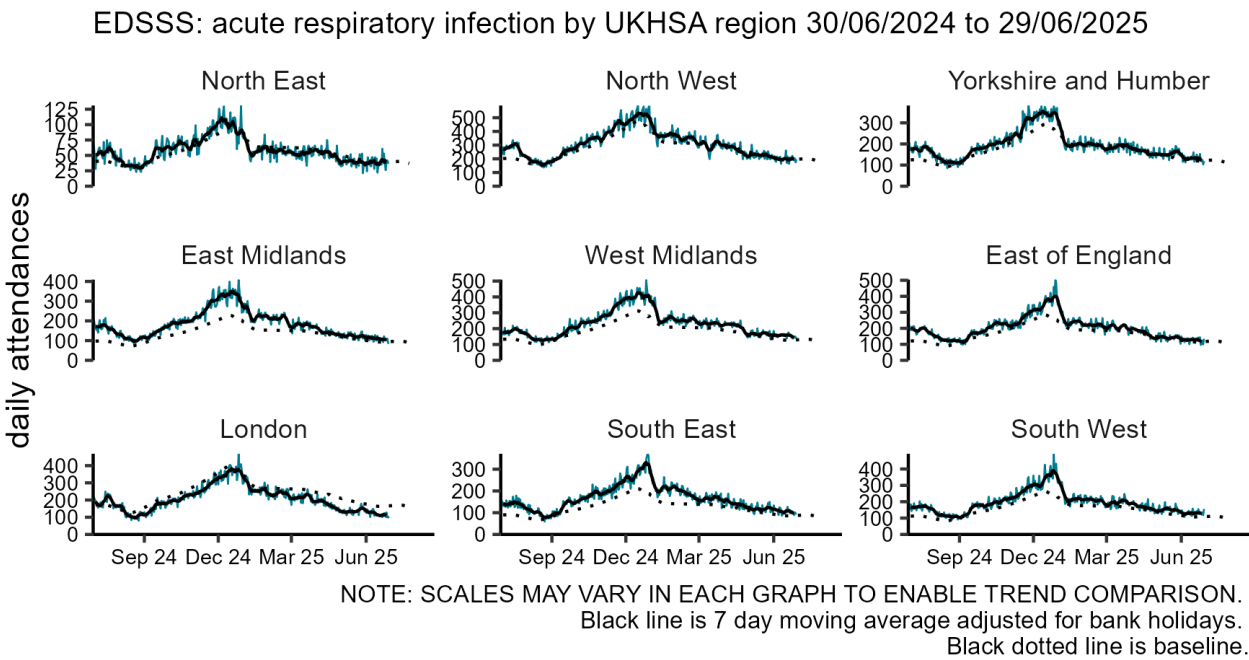 EDSSS: acute respiratory infection by UKHSA region 30/06/2024 to 29/06/2025
daily attendances
North East
125
100
75
50
25
0
North West
500
400
300
200
100
0
Yorkshire and Humber
300
200
100
0
East Midlands
400
300
200
100
0
West Midlands
500
400
300
200
100
0
East of England
500
400
300
200
100
0
London
400
300
200
100
0
Sep 24 Dec 24 Mar 25 Jun 25
South East
300
200
100
0
Sep 24 Dec 24 Mar 25 Jun 25
South West
400
300
200
100
0
Sep 24 Dec 24 Mar 25 Jun 25
NOTE: SCALES MAY VARY IN EACH GRAPH TO ENABLE TREND COMPARISON.
Black line is 7 day moving average adjusted for bank holidays.
Black dotted line is baseline.